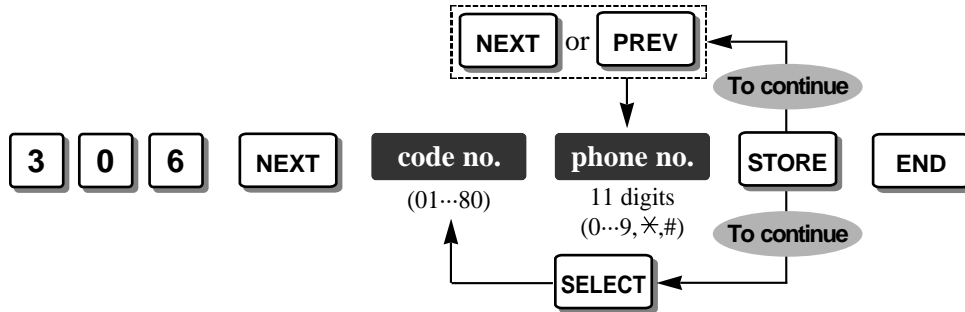 NEXT or PREV
To continue
3 0 6 NEXT code no. phone no. STORE END
(01···80) 11 digits
(0···9,✕,#)
To continue
SELECT